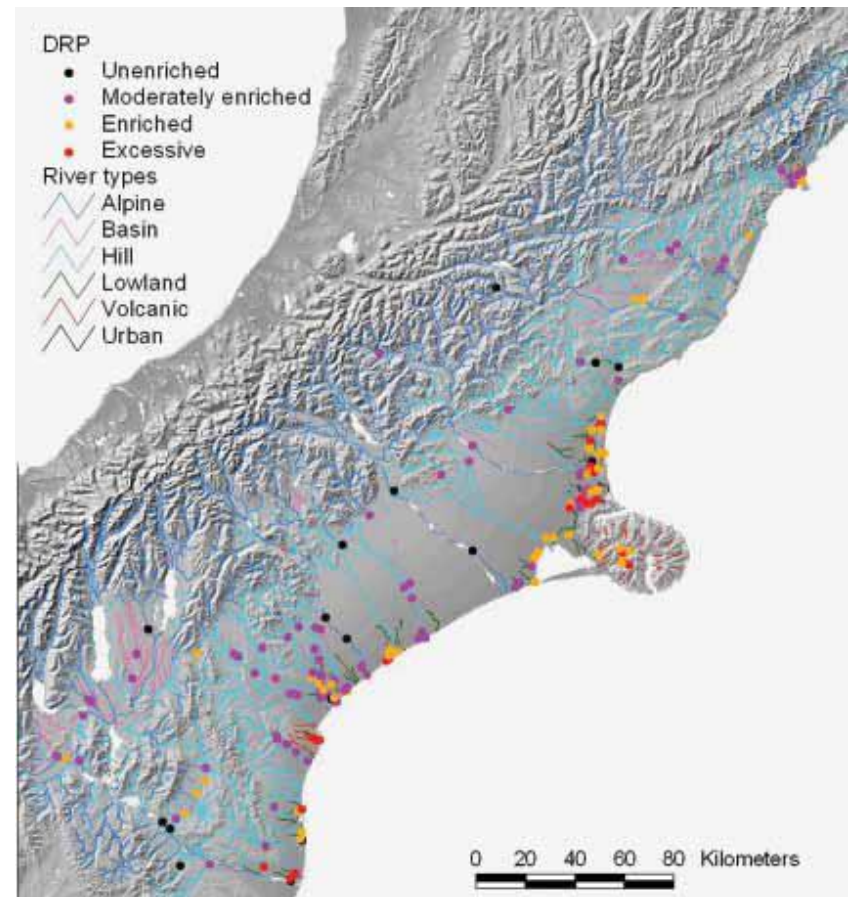 DRP
Unenriched
Moderately enriched
Enriched
Excessive
River types
Alpine
Basin
Hill
Lowland
Volcanic
Urban
0 20 40 60 80 Kilometers